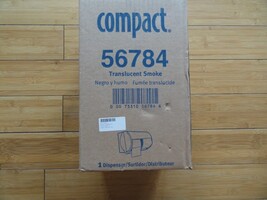 compact.
56784
Translucent Smoke
Negro y humo - Fumée translucide
1 Dispenser/Surtidor/Distributeur